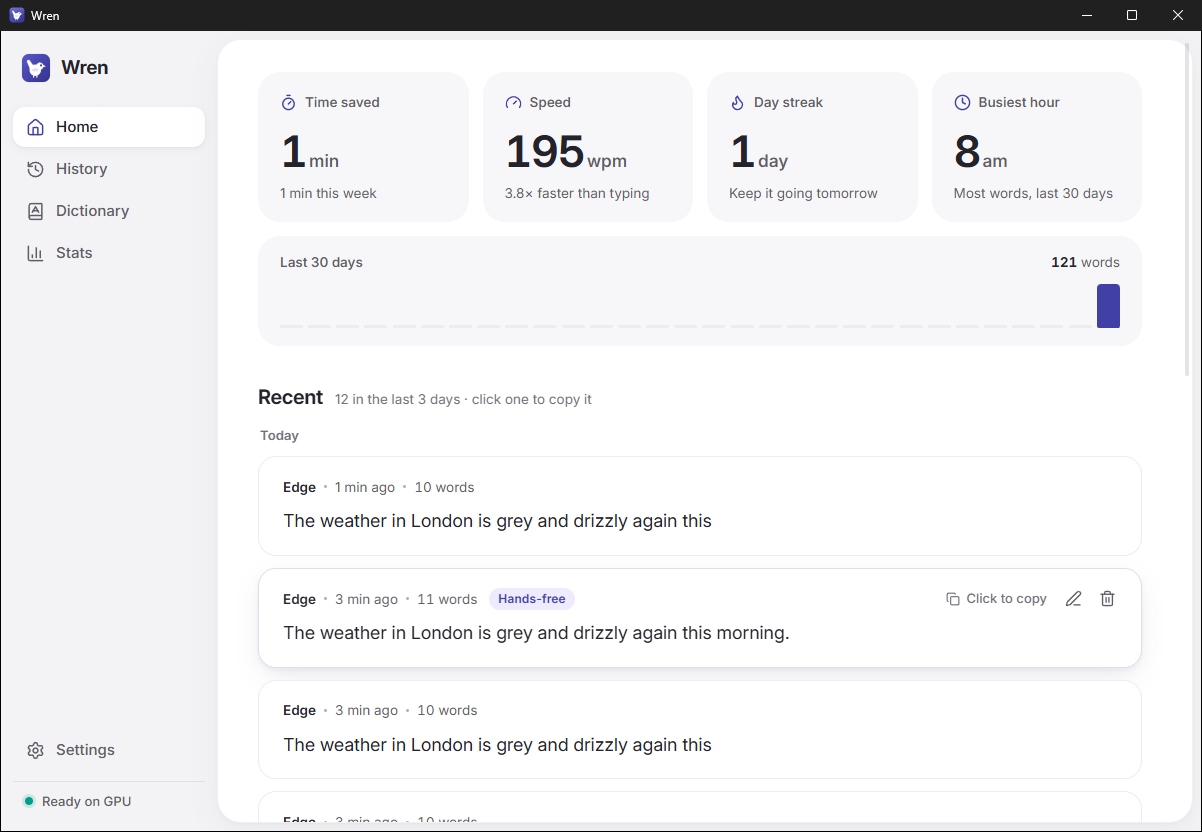 Wren
Wren
Home
History
Dictionary
Stats
Settings
Ready on GPU
Time saved
1 min
1 min this week
Speed
195 wpm
3.8× faster than typing
Day streak
1 day
Keep it going tomorrow
Busiest hour
8 am
Most words, last 30 days
Last 30 days
121 words
Recent 12 in the last 3 days · click one to copy it
Today
Edge · 1 min ago · 10 words
The weather in London is grey and drizzly again this
Edge · 3 min ago · 11 words Hands-free Click to copy
The weather in London is grey and drizzly again this morning.
Edge · 3 min ago · 10 words
The weather in London is grey and drizzly again this
Edge · 3 min ago · 10 words